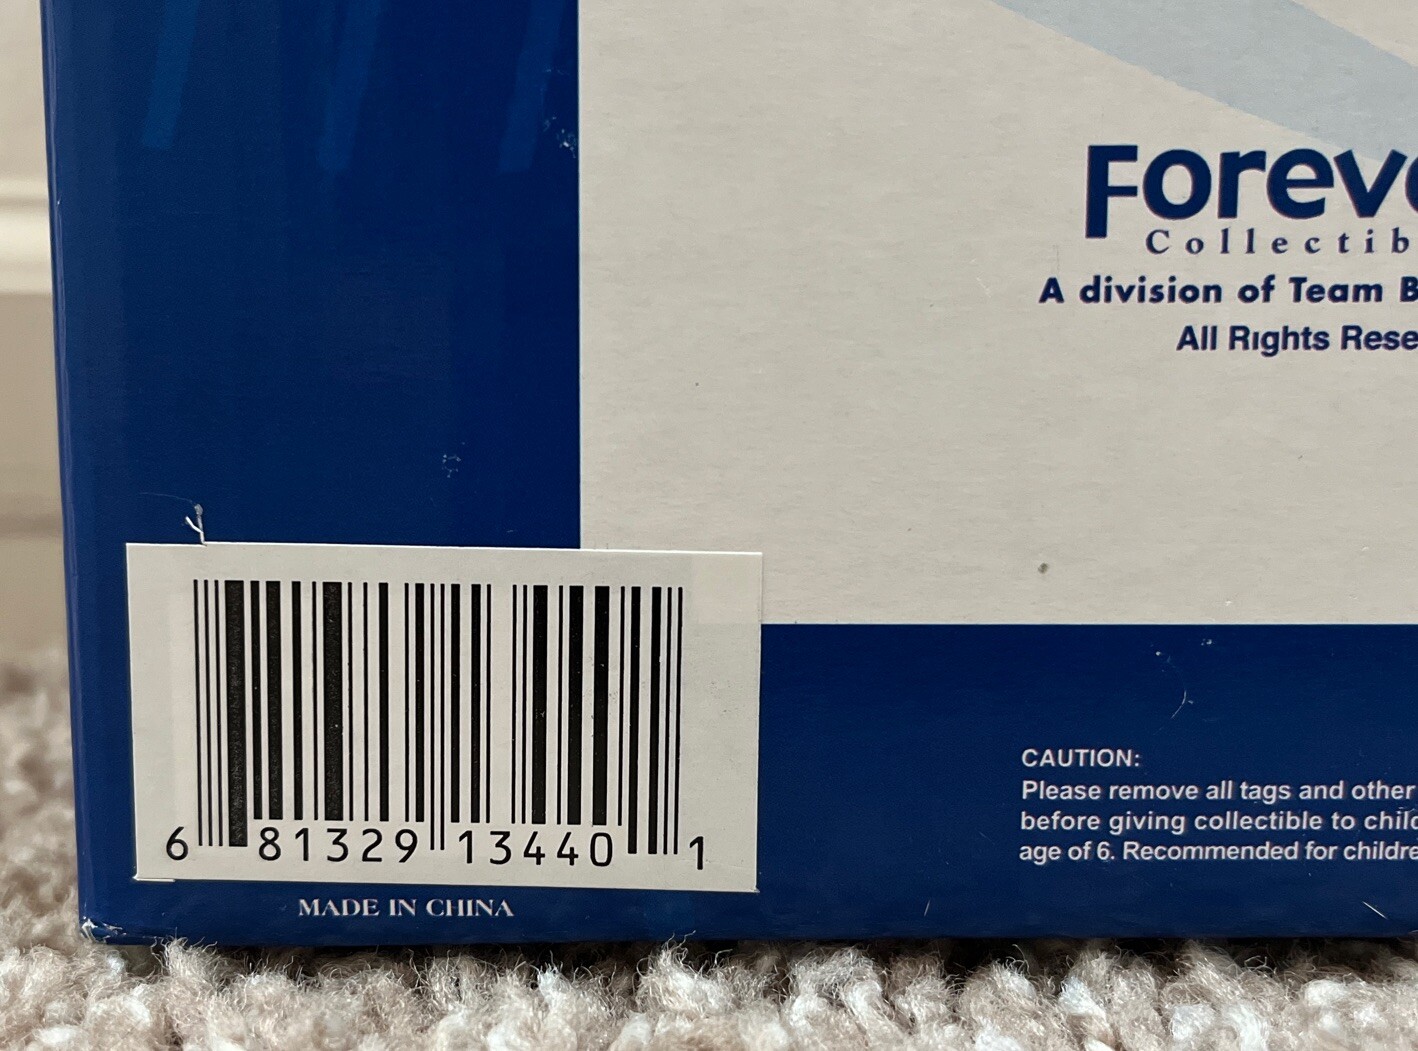 Foreve
Collectib
A division of Team B
All Rights Rese
CAUTION:
Please remove all tags and other
before giving collectible to chil
age of 6. Recommended for childre
6 81329 13440 1
MADE IN CHINA